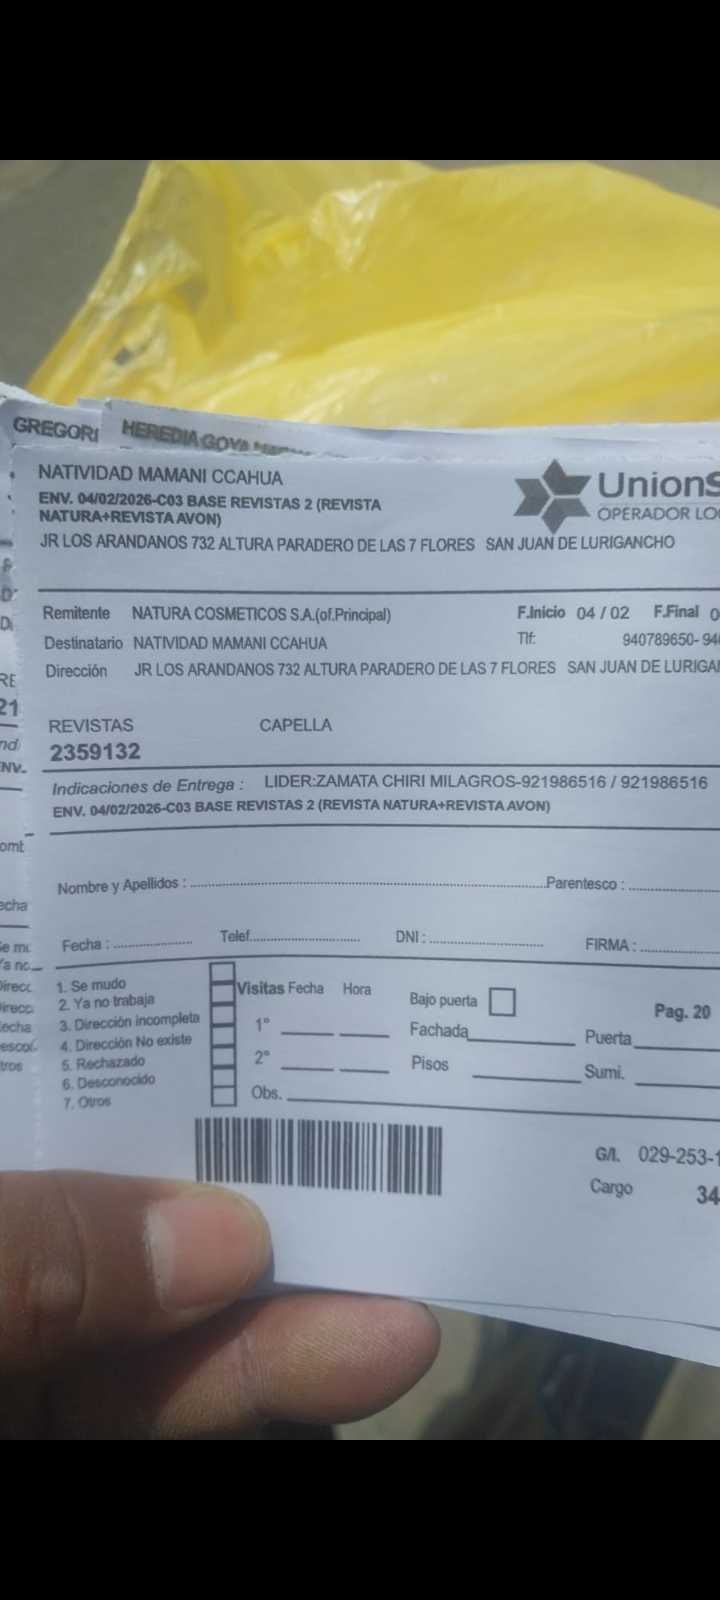 GREGORI
HEREDIA GOYA
NATIVIDAD MAMANI CCAHUA
ENV. 04/02/2026-C03 BASE REVISTAS 2 (REVISTA
NATURA+REVISTA AVON)
JR LOS ARANDANOS 732 ALTURA PARADERO DE LAS 7 FLORES SAN JUAN DE LURIGANCHO
UnionS
OPERADOR LO
Remitente NATURA COSMETICOS S.A.(of.Principal) F.Inicio 04 / 02 F.Final 0
Destinatario NATIVIDAD MAMANI CCAHUA Tlf: 940789650- 94
Dirección JR LOS ARANDANOS 732 ALTURA PARADERO DE LAS 7 FLORES SAN JUAN DE LURIGA
REVISTAS CAPELLA
2359132
Indicaciones de Entrega : LIDER:ZAMATA CHIRI MILAGROS-921986516 / 921986516
ENV. 04/02/2026-C03 BASE REVISTAS 2 (REVISTA NATURA+REVISTA AVON)
Nombre y Apellidos : Parentesco :
Fecha : Telef. DNI : FIRMA :
1. Se mudo
2. Ya no trabaja
3. Dirección incompleta
4. Dirección No existe
5. Rechazado
6. Desconocido
7. Otros
Visitas Fecha Hora
1°
2°
Obs.
Bajo puerta
Fachada
Pisos
Pag. 20
Puerta
Sumi.
G/I. 029-253-1
Cargo 34